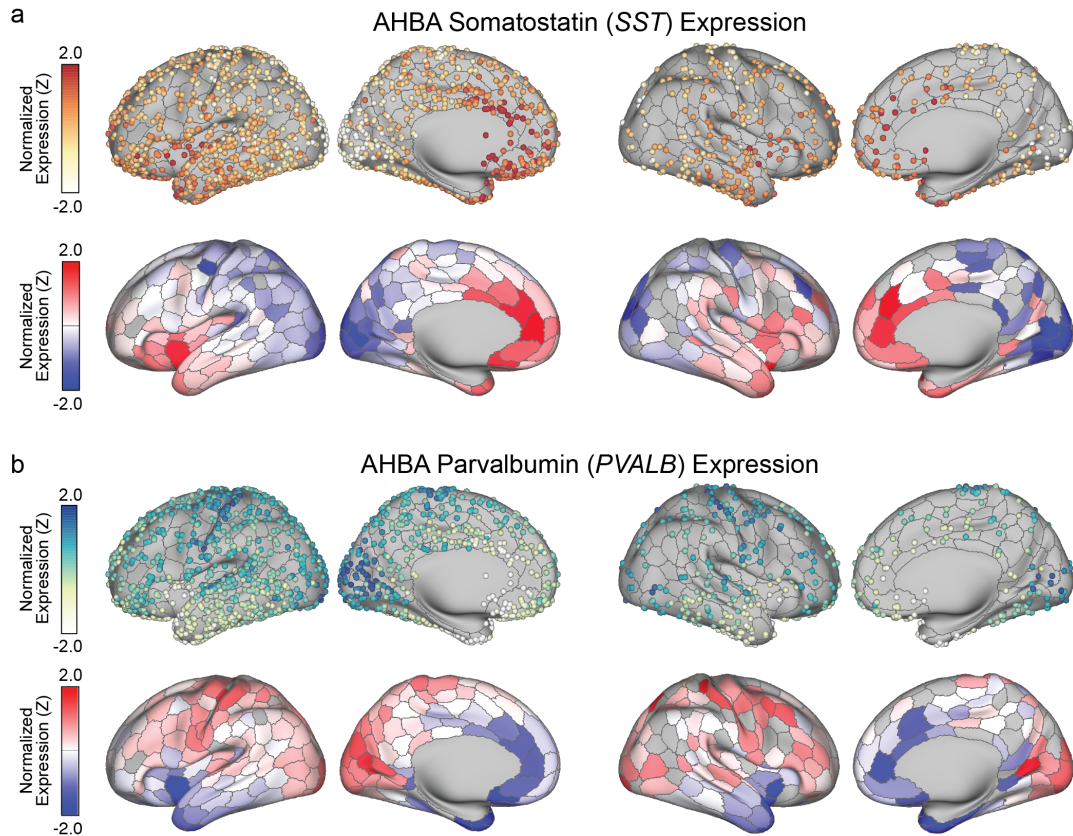 a
AHBA Somatostatin (SST) Expression
2.0
Normalized
Expression (Z)
-2.0
2.0
Normalized
Expression (Z)
-2.0
b
AHBA Parvalbumin (PVALB) Expression
2.0
Normalized
Expression (Z)
-2.0
2.0
Normalized
Expression (Z)
-2.0